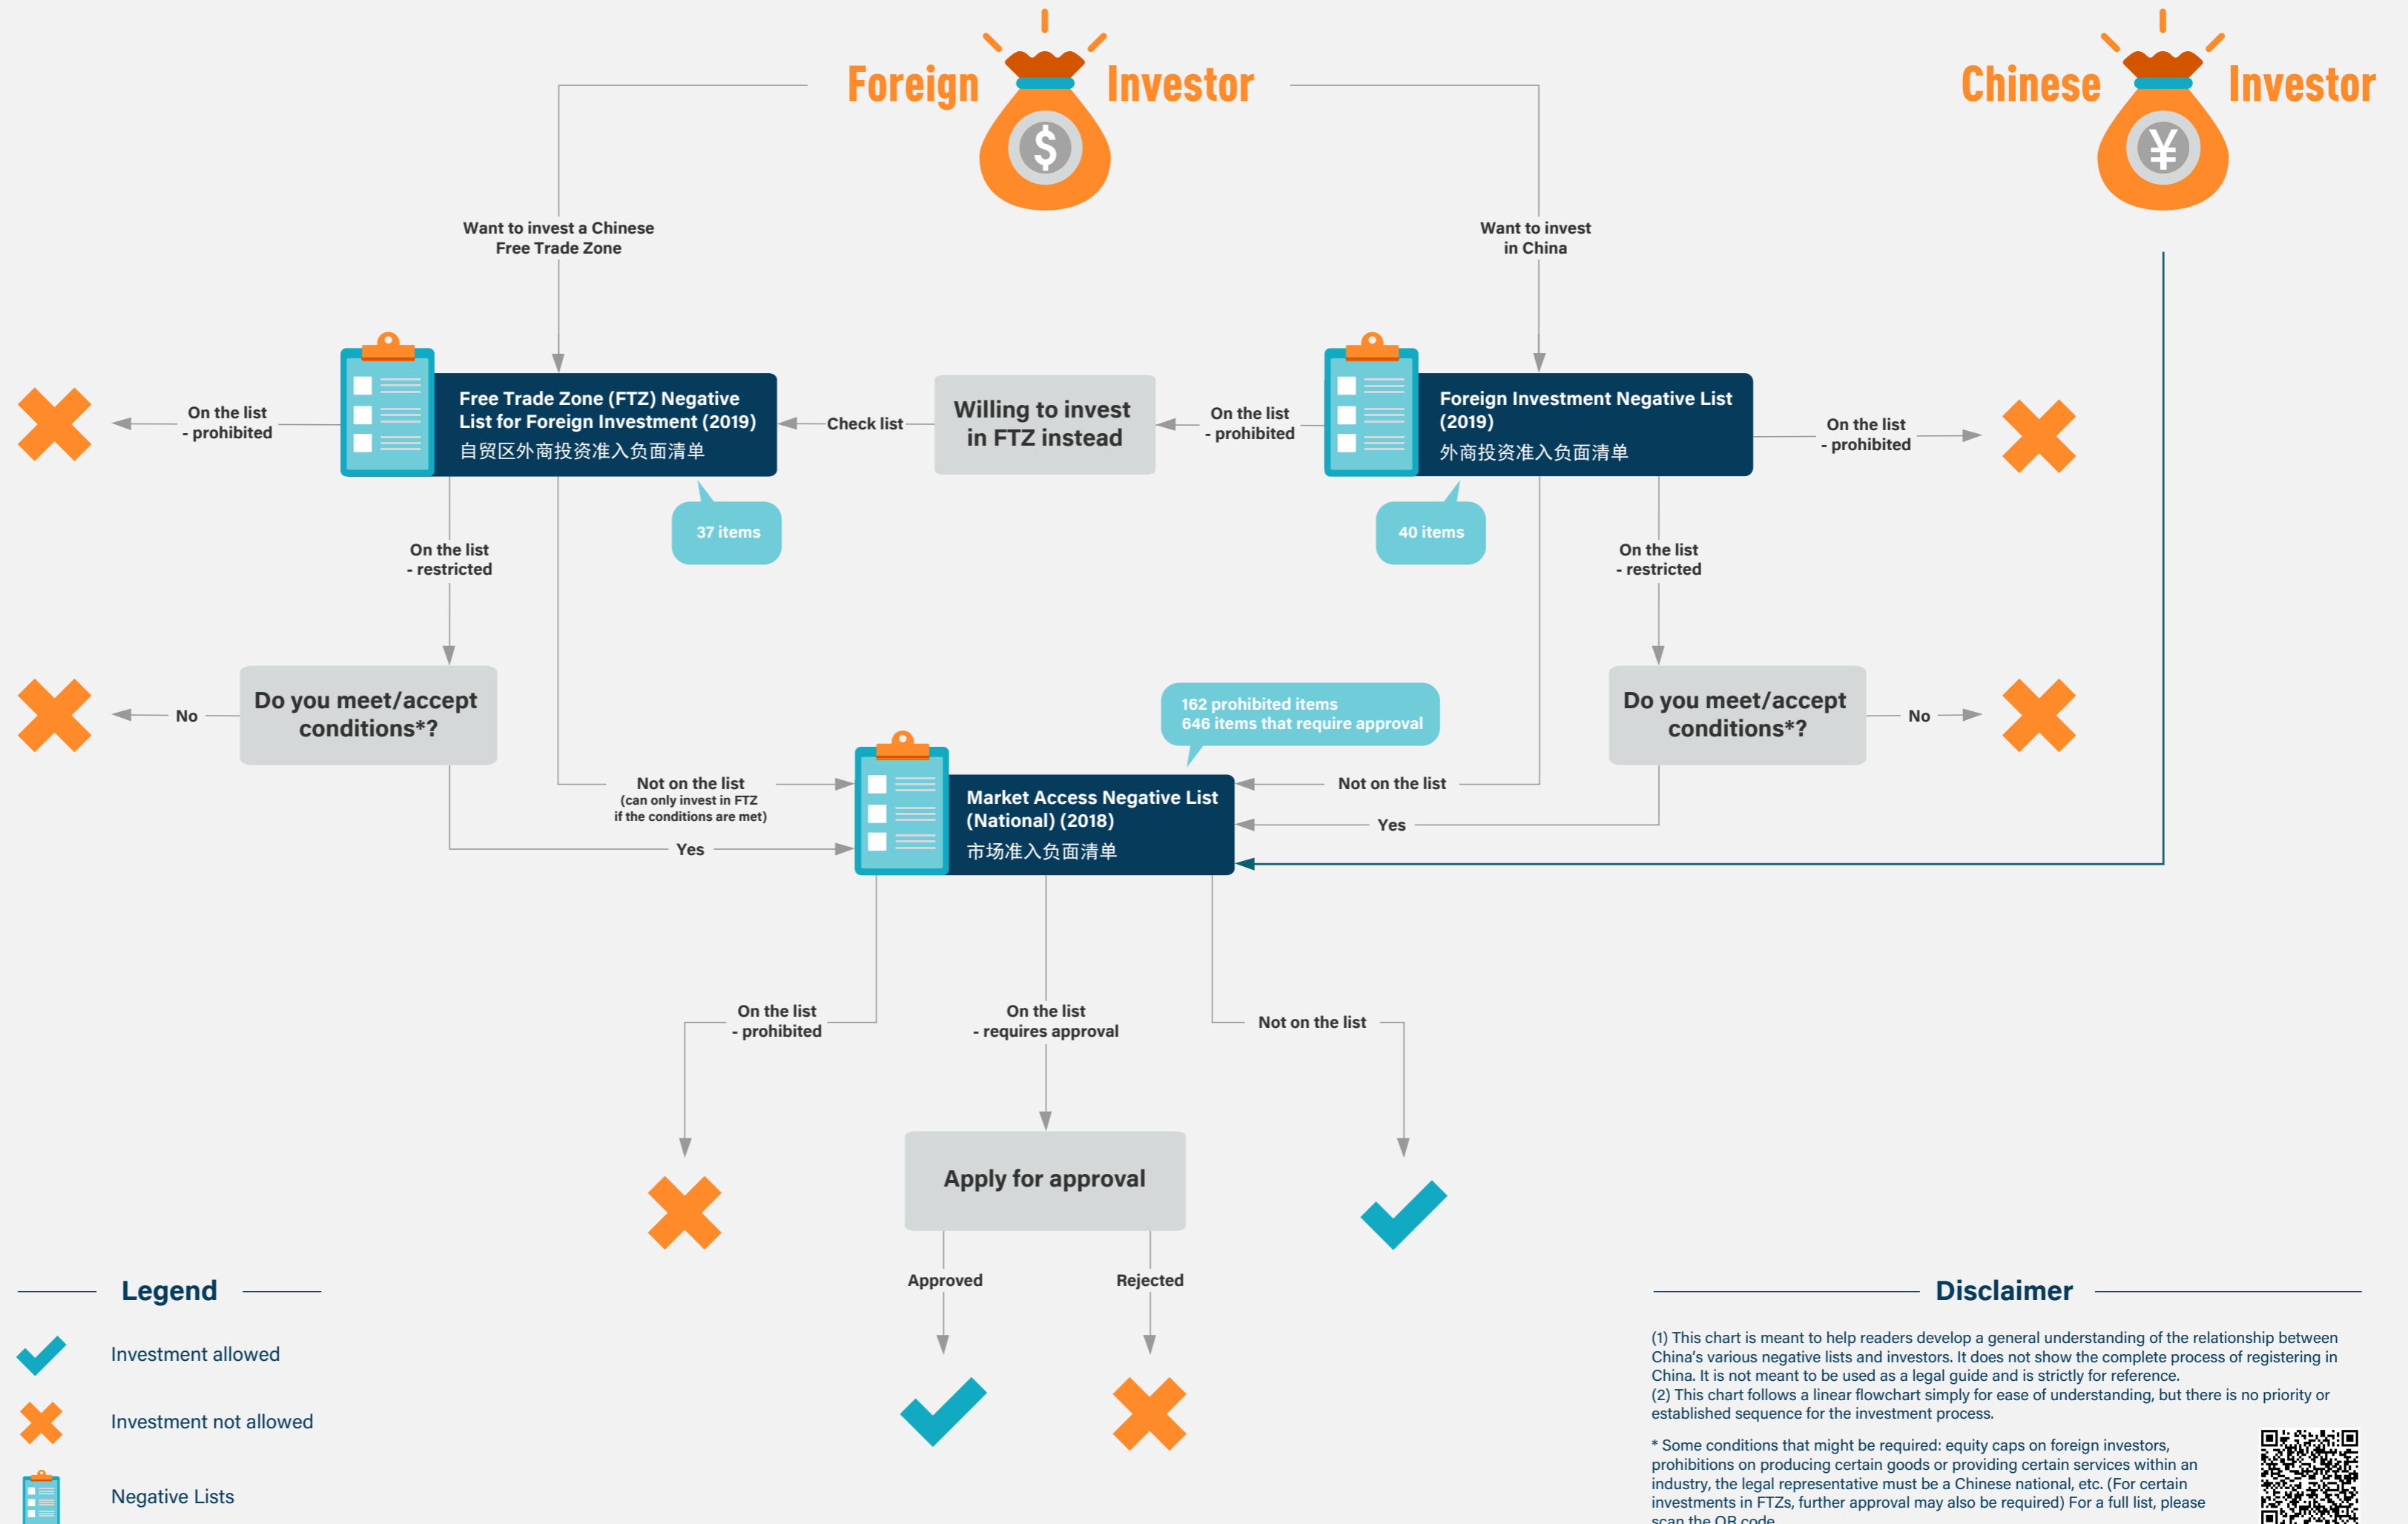 Foreign Investor
$
Chinese Investor
¥
Want to invest a Chinese
Free Trade Zone
Want to invest
in China
On the list
- prohibited
Free Trade Zone (FTZ) Negative
List for Foreign Investment (2019)
自贸区外商投资准入负面清单
Check list
Willing to invest
in FTZ instead
On the list
- prohibited
Foreign Investment Negative List
(2019)
外商投资准入负面清单
On the list
- prohibited
37 items
40 items
On the list
- restricted
On the list
- restricted
No
Do you meet/accept
conditions*?
162 prohibited items
646 items that require approval
Do you meet/accept
conditions*?
No
Not on the list
(can only invest in FTZ
if the conditions are met)
Yes
Market Access Negative List
(National) (2018)
市场准入负面清单
Not on the list
Yes
On the list
- prohibited
On the list
- requires approval
Not on the list
Apply for approval
Approved
Rejected
Legend
Investment allowed
Investment not allowed
Negative Lists
Disclaimer
(1) This chart is meant to help readers develop a general understanding of the relationship between
China's various negative lists and investors. It does not show the complete process of registering in
China. It is not meant to be used as a legal guide and is strictly for reference.
(2) This chart follows a linear flowchart simply for ease of understanding, but there is no priority or
established sequence for the investment process.
* Some conditions that might be required: equity caps on foreign investors,
prohibitions on producing certain goods or providing certain services within an
industry, the legal representative must be a Chinese national, etc. (For certain
investments in FTZs, further approval may also be required) For a full list, please
scan the QR code